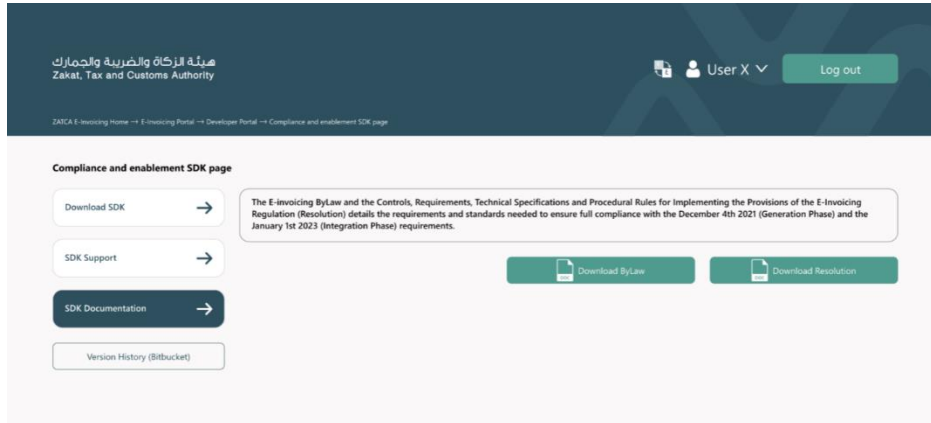 هيئة الزكاة والضريبة والجمارك
Zakat, Tax and Customs Authority
User X
Log out
ZATCA E-Invoicing Home → E-Invoicing Portal → Developer Portal → Compliance and enablement SDK page
Compliance and enablement SDK page
Download SDK →
The E-invoicing ByLaw and the Controls, Requirements, Technical Specifications and Procedural Rules for Implementing the Provisions of the E-Invoicing
Regulation (Resolution) details the requirements and standards needed to ensure full compliance with the December 4th 2021 (Generation Phase) and the
January 1st 2023 (Integration Phase) requirements.
SDK Support →
Download ByLaw
Download Resolution
SDK Documentation →
Version History (Bitbucket)